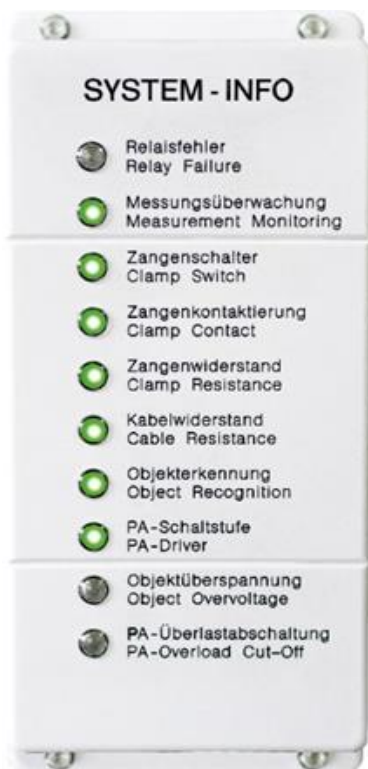 SYSTEM - INFO
Relaisfehler
Relay Failure
Messungsüberwachung
Measurement Monitoring
Zangenschalter
Clamp Switch
Zangenkontaktierung
Clamp Contact
Zangenwiderstand
Clamp Resistance
Kabelwiderstand
Cable Resistance
Objekterkennung
Object Recognition
PA-Schaltstufe
PA-Driver
Objektüberspannung
Object Overvoltage
PA-Überlastabschaltung
PA-Overload Cut-Off